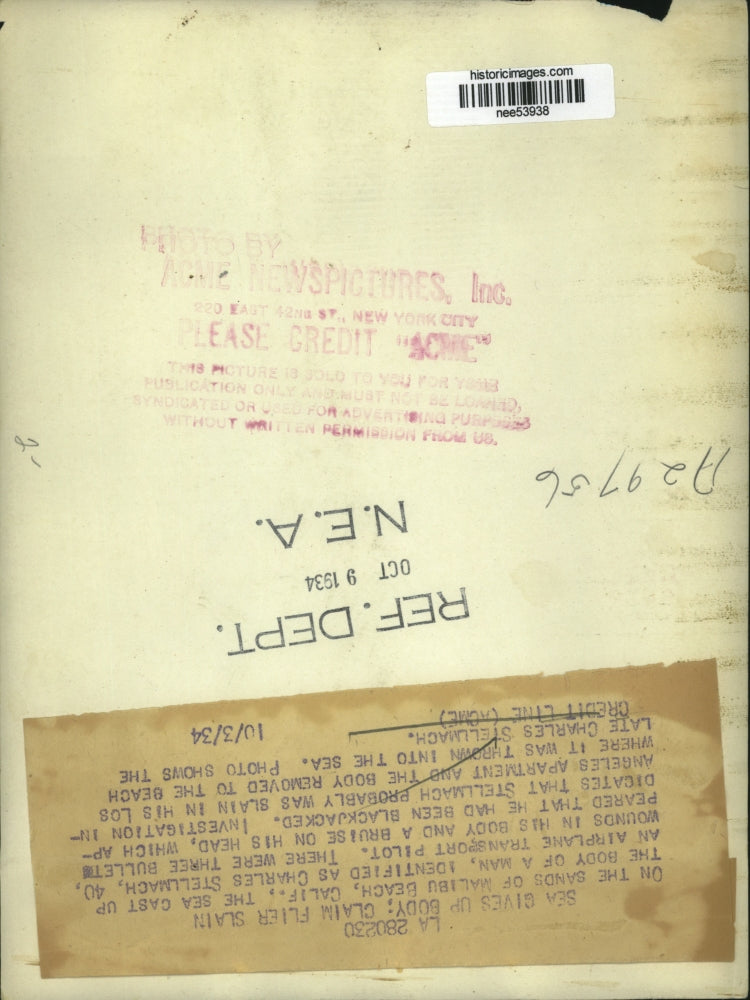 historicimages.com
nee53938
PHOTO BY
ACME NEWSPICTURES, Inc.
220 EAST 42ND ST., NEW YORK CITY
PLEASE CREDIT "ACME"
THIS PICTURE IS SOLD TO YOU FOR YOUR
PUBLICATION ONLY AND MUST NOT BE LOANED,
SYNDICATED OR USED FOR ADVERTISING PURPOSES
WITHOUT WRITTEN PERMISSION FROM US.
A29756
REF. DEPT.
OCT 9 1934
N.E.A.
LA 280230
SEA GIVES UP BODY; CLAIM FLIER SLAIN
ON THE SANDS OF MALIBU BEACH, CALIF., THE SEA CAST UP
THE BODY OF A MAN, IDENTIFIED AS CHARLES STELLMACH, 40,
AN AIRPLANE TRANSPORT PILOT. THERE WERE THREE BULLET
WOUNDS IN HIS BODY AND A BRUISE ON HIS HEAD, WHICH AP-
PEARED THAT HE HAD BEEN BLACKJACKED. INVESTIGATION IN-
DICATES THAT STELLMACH PROBABLY WAS SLAIN IN HIS LOS
ANGELES APARTMENT AND THE BODY REMOVED TO THE BEACH
WHERE IT WAS THROWN INTO THE SEA. PHOTO SHOWS THE
LATE CHARLES STELLMACH.
CREDIT LINE (ACME) 10/3/34